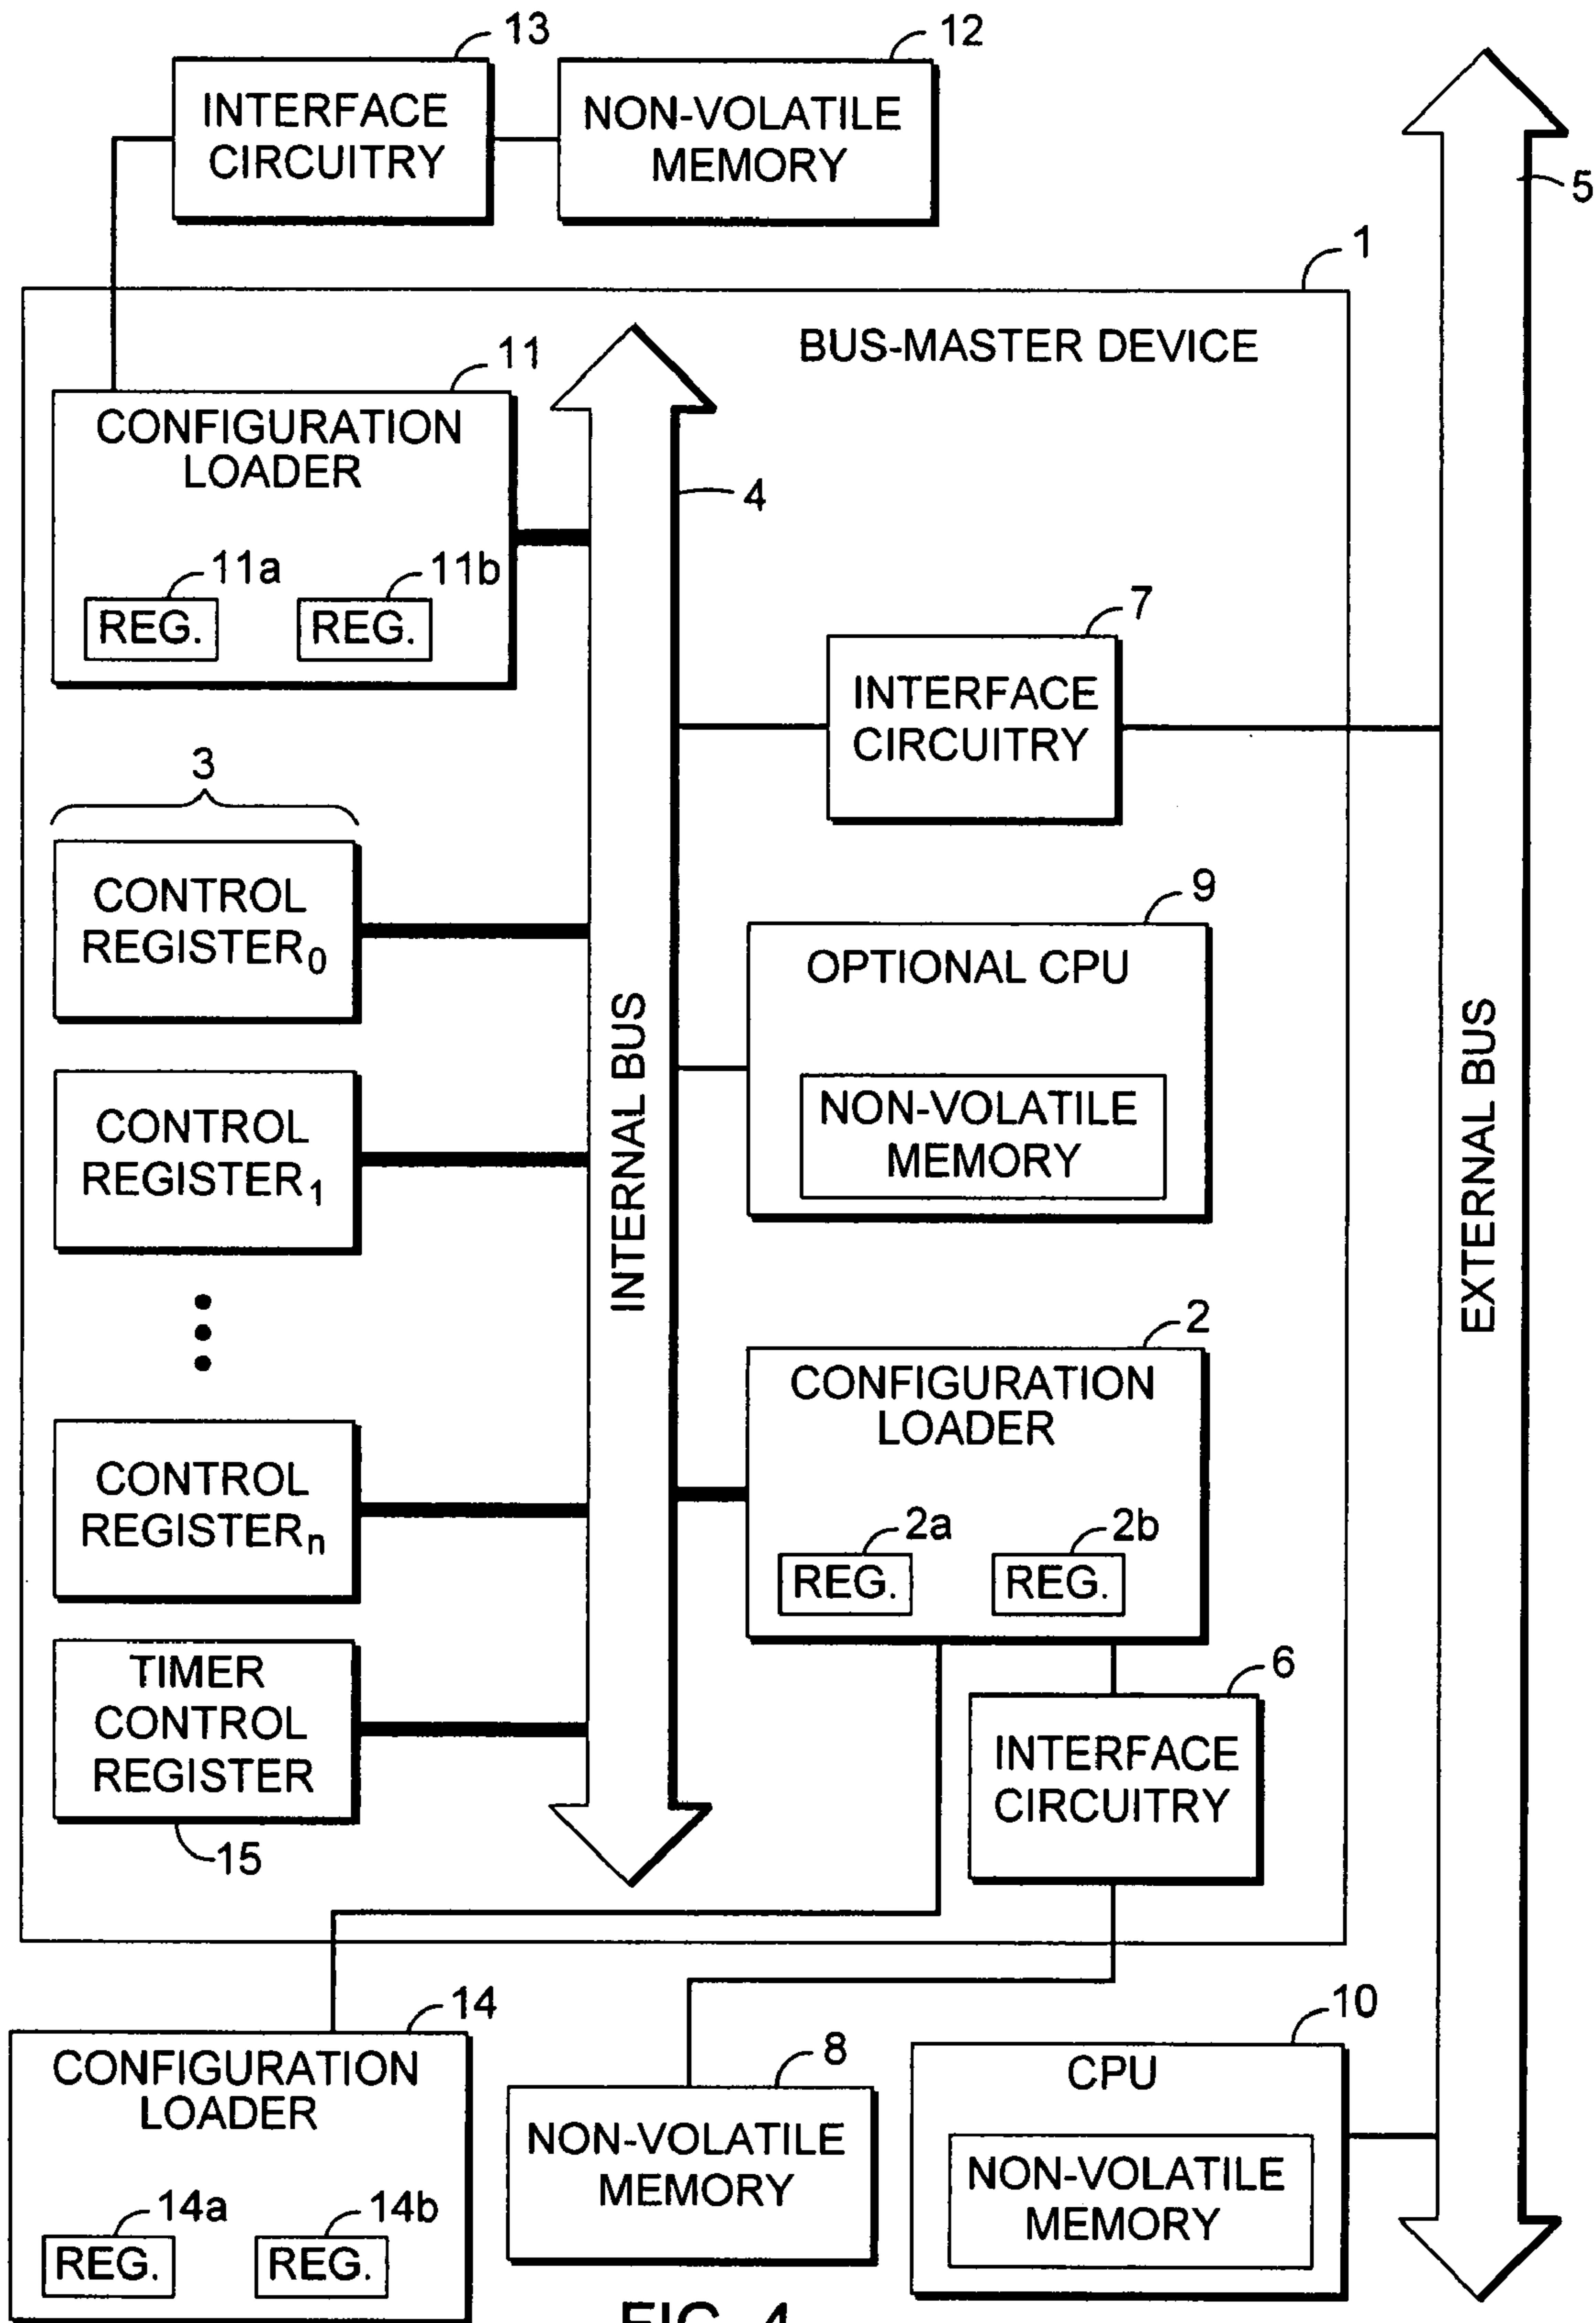 13
12
INTERFACE
CIRCUITRY
NON-VOLATILE
MEMORY
5
1
BUS-MASTER DEVICE
11
CONFIGURATION
LOADER
4
11a
11b
REG.
REG.
7
INTERFACE
CIRCUITRY
3
CONTROL
REGISTER0
9
OPTIONAL CPU
NON-VOLATILE
MEMORY
INTERNAL BUS
EXTERNAL BUS
CONTROL
REGISTER1
2
CONFIGURATION
LOADER
CONTROL
REGISTERn
2a
2b
REG.
REG.
TIMER
CONTROL
REGISTER
15
6
INTERFACE
CIRCUITRY
14
CONFIGURATION
LOADER
14a
14b
REG.
REG.
8
NON-VOLATILE
MEMORY
10
CPU
NON-VOLATILE
MEMORY
FIG. 4